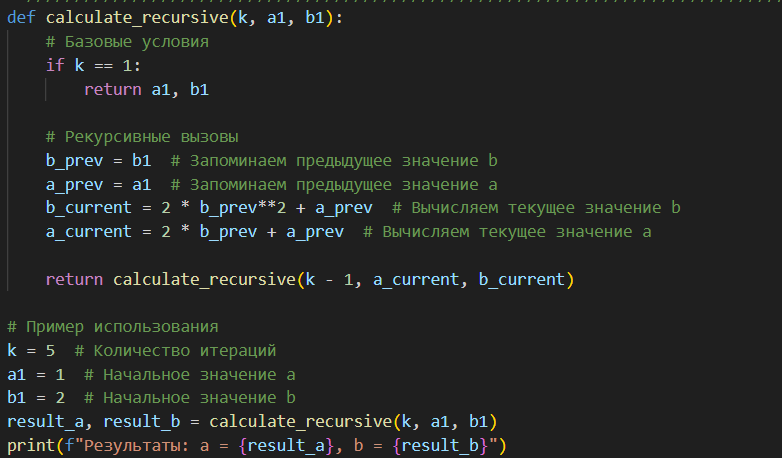 def calculate_recursive(k, a1, b1):
    # Базовые условия
    if k == 1:
        return a1, b1
    # Рекурсивные вызовы
    b_prev = b1  # Запоминаем предыдущее значение b
    a_prev = a1  # Запоминаем предыдущее значение a
    b_current = 2 * b_prev**2 + a_prev  # Вычисляем текущее значение b
    a_current = 2 * b_prev + a_prev  # Вычисляем текущее значение a
    return calculate_recursive(k - 1, a_current, b_current)
# Пример использования
k = 5  # Количество итераций
a1 = 1  # Начальное значение a
b1 = 2  # Начальное значение b
result_a, result_b = calculate_recursive(k, a1, b1)
print(f"Результаты: a = {result_a}, b = {result_b}")